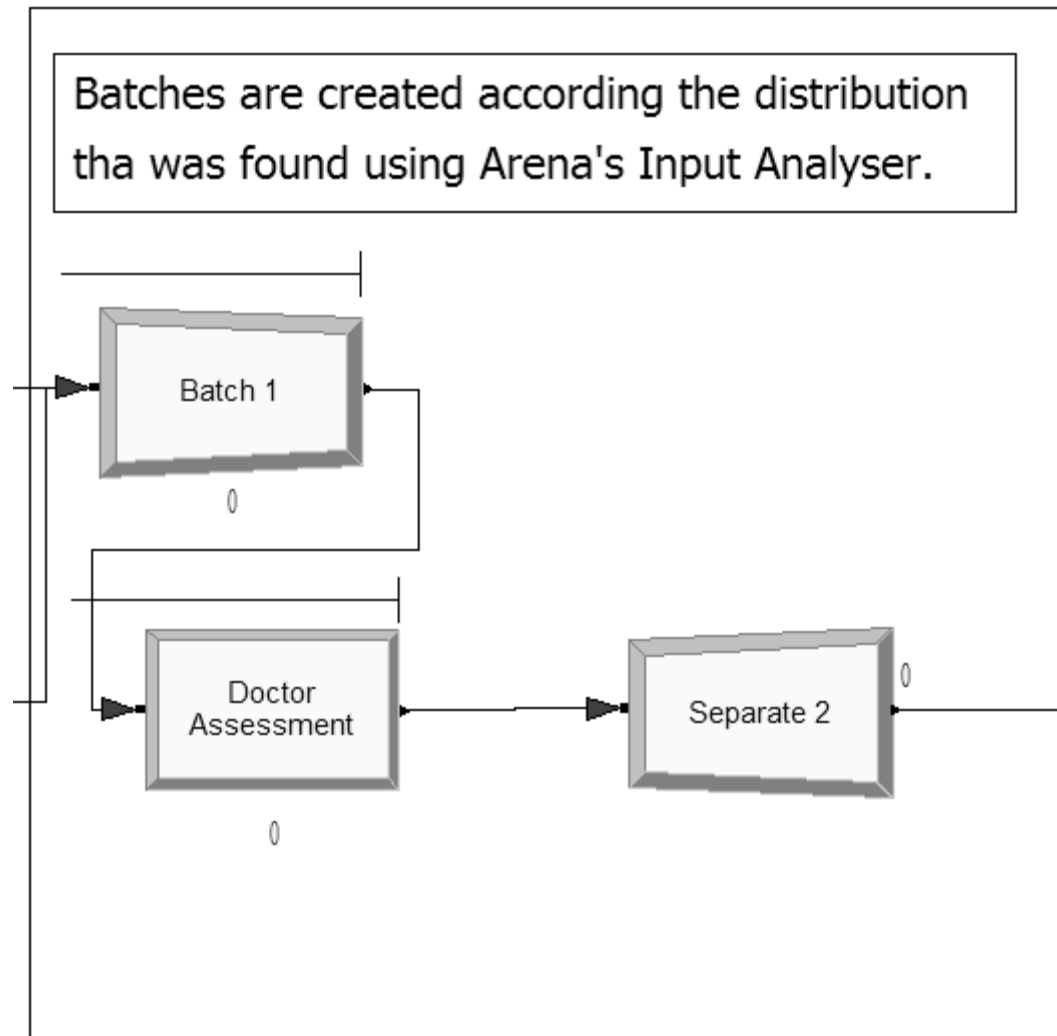 Batches are created according the distribution
tha was found using Arena's Input Analyser.
Batch 1
0
Doctor
Assessment
0
Separate 2
0